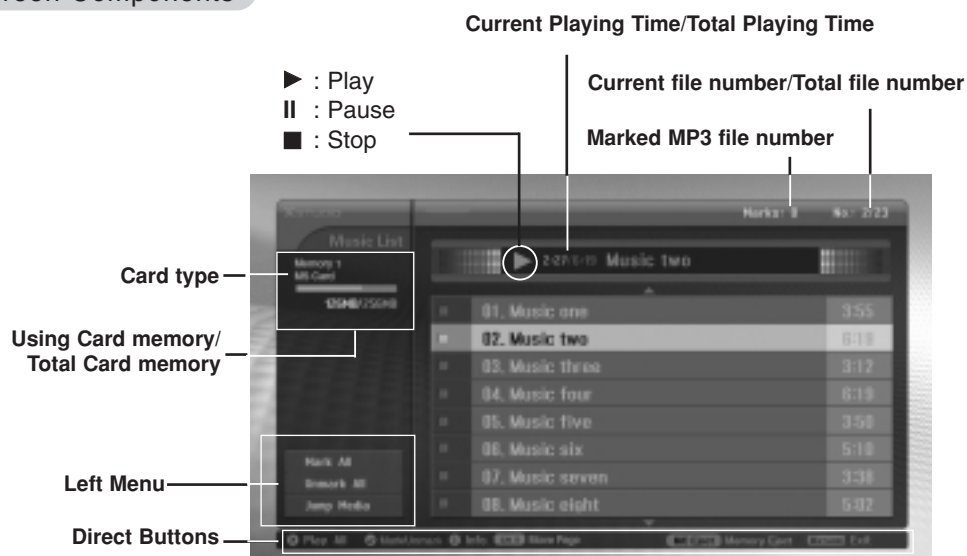 een Components
Current Playing Time/Total Playing Time
▶ : Play
II : Pause
■ : Stop
Current file number/Total file number
Marked MP3 file number
Marks: 0 No.: 2/23
Music List
Memory 1
MS Card
126MB/256MB
2:27/6:19 Music two
01. Music one 3:55
02. Music two 6:19
03. Music three 3:12
04. Music four 6:19
05. Music five 3:50
06. Music six 5:10
07. Music seven 3:38
08. Music eight 5:02
Card type
Using Card memory/
Total Card memory
Mark All
Unmark All
Jump Media
Left Menu
Direct Buttons
Play All Mark/Unmark Info. Move Page Memory Eject Exit